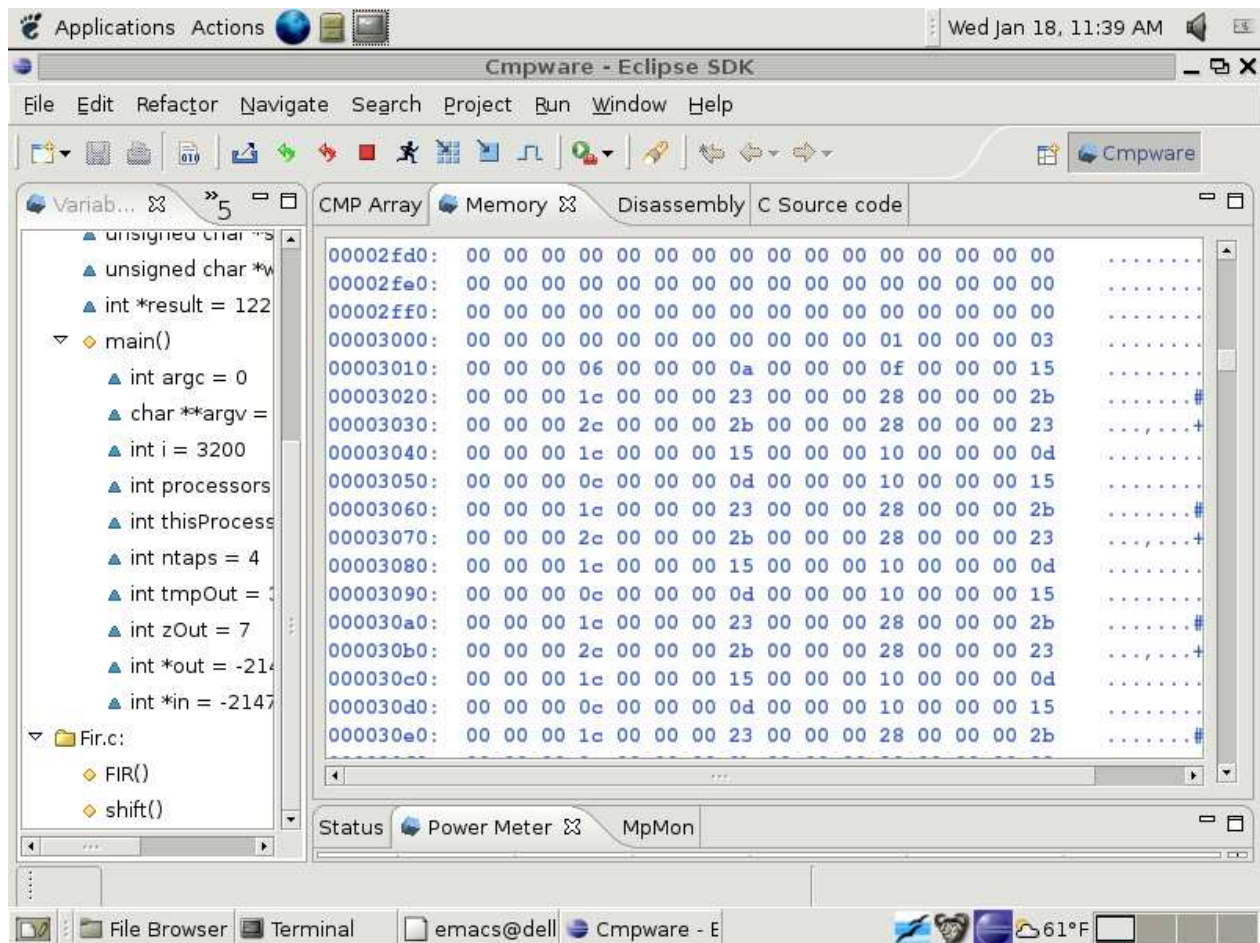 Applications Actions Wed Jan 18, 11:39 AM
Cmpware - Eclipse SDK
File Edit Refactor Navigate Search Project Run Window Help
Cmpware
Variab... »5
unsigned char *s
unsigned char *w
int *result = 122
main()
int argc = 0
char **argv =
int i = 3200
int processors
int thisProcess
int ntaps = 4
int tmpOut =
int zOut = 7
int *out = -214
int *in = -2147
Fir.c:
FIR()
shift()
CMP Array Memory Disassembly C Source code
00002fd0: 00 00 00 00 00 00 00 00 00 00 00 00 00 00 00 00 ........
00002fe0: 00 00 00 00 00 00 00 00 00 00 00 00 00 00 00 00 ........
00002ff0: 00 00 00 00 00 00 00 00 00 00 00 00 00 00 00 00 ........
00003000: 00 00 00 00 00 00 00 00 00 00 00 01 00 00 00 03 ........
00003010: 00 00 00 06 00 00 00 0a 00 00 00 0f 00 00 00 15 ........
00003020: 00 00 00 1c 00 00 00 23 00 00 00 28 00 00 00 2b .......#
00003030: 00 00 00 2c 00 00 00 2b 00 00 00 28 00 00 00 23 ...,...+
00003040: 00 00 00 1c 00 00 00 15 00 00 00 10 00 00 00 0d ........
00003050: 00 00 00 0c 00 00 00 0d 00 00 00 10 00 00 00 15 ........
00003060: 00 00 00 1c 00 00 00 23 00 00 00 28 00 00 00 2b .......#
00003070: 00 00 00 2c 00 00 00 2b 00 00 00 28 00 00 00 23 ...,...+
00003080: 00 00 00 1c 00 00 00 15 00 00 00 10 00 00 00 0d ........
00003090: 00 00 00 0c 00 00 00 0d 00 00 00 10 00 00 00 15 ........
000030a0: 00 00 00 1c 00 00 00 23 00 00 00 28 00 00 00 2b .......#
000030b0: 00 00 00 2c 00 00 00 2b 00 00 00 28 00 00 00 23 ...,...+
000030c0: 00 00 00 1c 00 00 00 15 00 00 00 10 00 00 00 0d ........
000030d0: 00 00 00 0c 00 00 00 0d 00 00 00 10 00 00 00 15 ........
000030e0: 00 00 00 1c 00 00 00 23 00 00 00 28 00 00 00 2b .......#
Status Power Meter MpMon
File Browser Terminal emacs@dell Cmpware - E 61°F